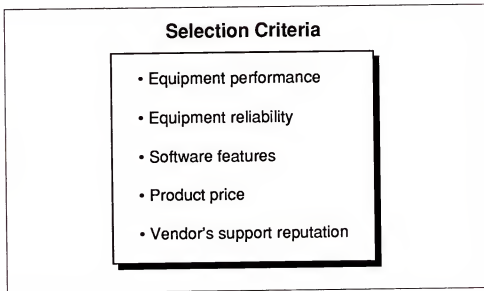 Selection Criteria
• Equipment performance
• Equipment reliability
• Software features
• Product price
• Vendor's support reputation